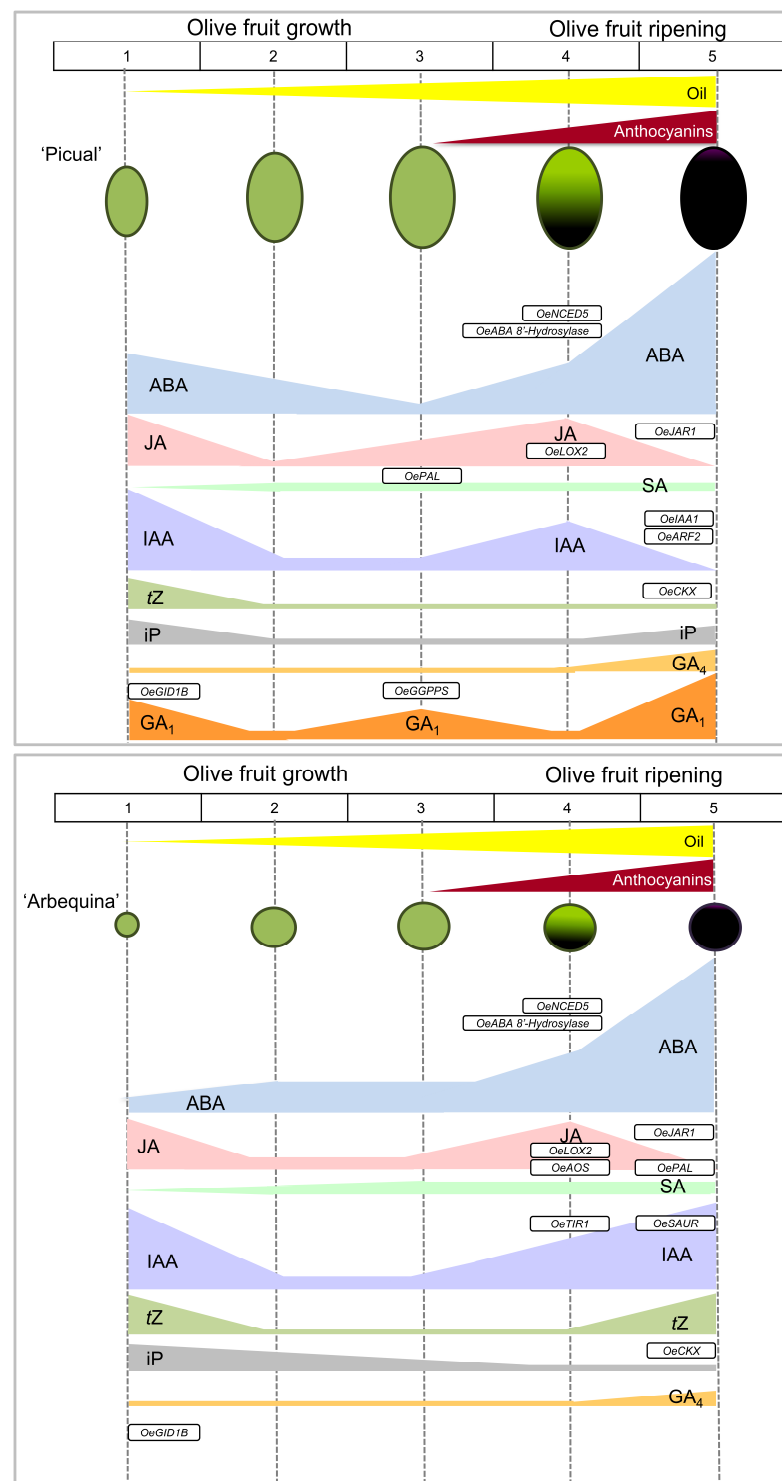 Olive fruit growth Olive fruit ripening
1 2 3 4 5
Oil
Anthocyanins
‘Picual’
OeNCED5
OeABA 8’-Hydrosylase
ABA
ABA
JA
JA
OeJAR1
OeLOX2
OePAL
SA
OeIAA1
IAA
IAA
OeARF2
tZ
OeCKX
iP
iP
GA4
OeGID1B
OeGGPPS
GA1
GA1
GA1
Olive fruit growth Olive fruit ripening
1 2 3 4 5
Oil
Anthocyanins
‘Arbequina’
OeNCED5
OeABA 8’-Hydrosylase
ABA
ABA
JA
JA
OeJAR1
OeLOX2
OeAOS
OePAL
SA
OeTIR1
OeSAUR
IAA
IAA
tZ
tZ
iP
OeCKX
GA4
OeGID1B